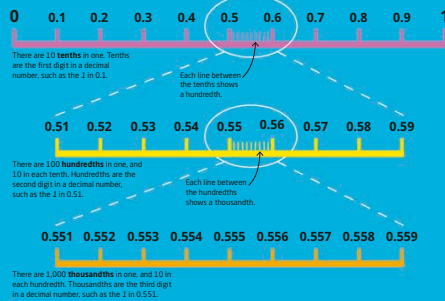 0 0.1 0.2 0.3 0.4 0.5 0.6 0.7 0.8 0.9 1
There are 10 tenths in one. Tenths
are the first digit in a decimal
number, such as the 1 in 0.1.
Each line between
the tenths shows
a hundredth.
0.51 0.52 0.53 0.54 0.55 0.56 0.57 0.58 0.59
There are 100 hundredths in one, and
10 in each tenth. Hundredths are the
second digit in a decimal number,
such as the 1 in 0.51.
Each line between
the hundredths
shows a thousandth.
0.551 0.552 0.553 0.554 0.555 0.556 0.557 0.558 0.559
There are 1,000 thousandths in one, and 10 in
each hundredth. Thousandths are the third digit
in a decimal number, such as the 1 in 0.551.